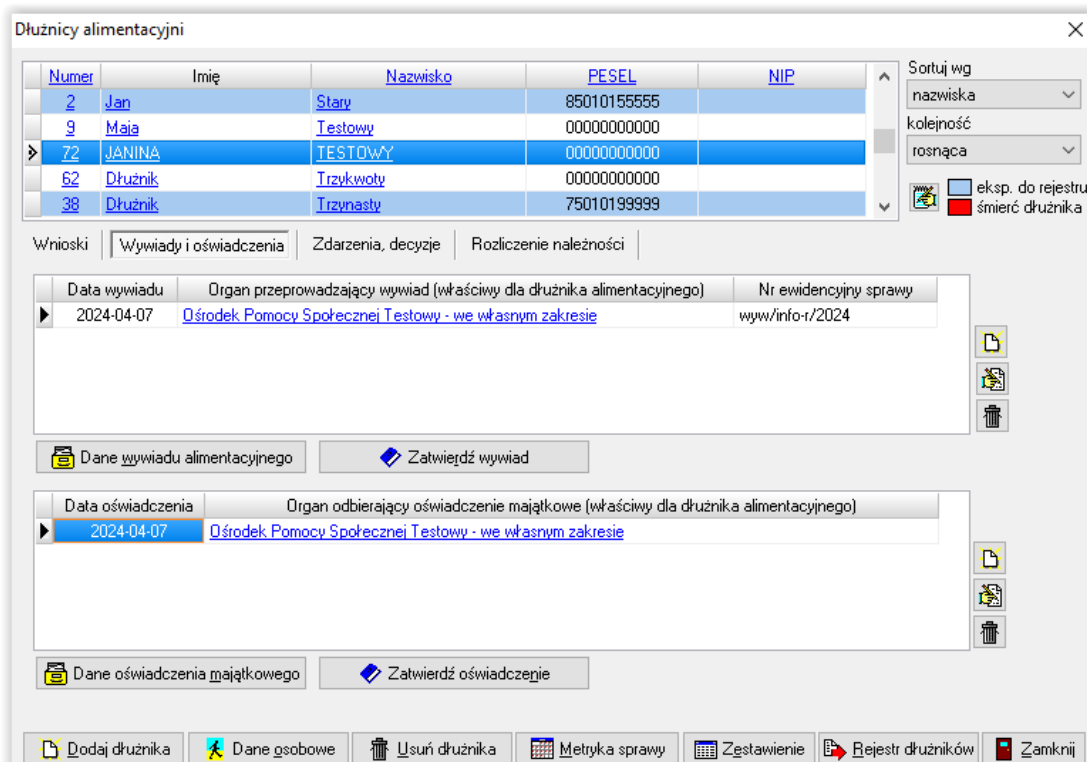 Dłużnicy alimentacyjni
Numer Imię Nazwisko PESEL NIP
2 Jan Stary 85010155555
9 Maja Testowy 00000000000
72 JANINA TESTOWY 00000000000
62 Dłużnik Trzykwoty 00000000000
38 Dłużnik Trzynasty 75010199999
Sortuj wg
nazwiska
kolejność
rosnąca
eksp. do rejestru
śmierć dłużnika
Wnioski Wywiady i oświadczenia Zdarzenia, decyzje Rozliczenie należności
Data wywiadu Organ przeprowadzający wywiad (właściwy dla dłużnika alimentacyjnego) Nr ewidencyjny sprawy
2024-04-07 Ośrodek Pomocy Społecznej Testowy - we własnym zakresie wyw/info-r/2024
Dane wywiadu alimentacyjnego Zatwierdź wywiad
Data oświadczenia Organ odbierający oświadczenie majątkowe (właściwy dla dłużnika alimentacyjnego)
2024-04-07 Ośrodek Pomocy Społecznej Testowy - we własnym zakresie
Dane oświadczenia majątkowego Zatwierdź oświadczenie
Dodaj dłużnika Dane osobowe Usuń dłużnika Metryka sprawy Zestawienie Rejestr dłużników Zamknij